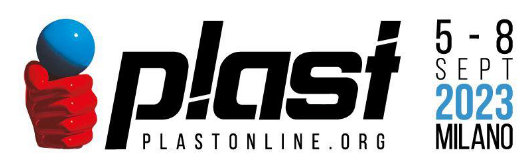 plast
PLASTONLINE.ORG
5 - 8
SEPT
2023
MILANO